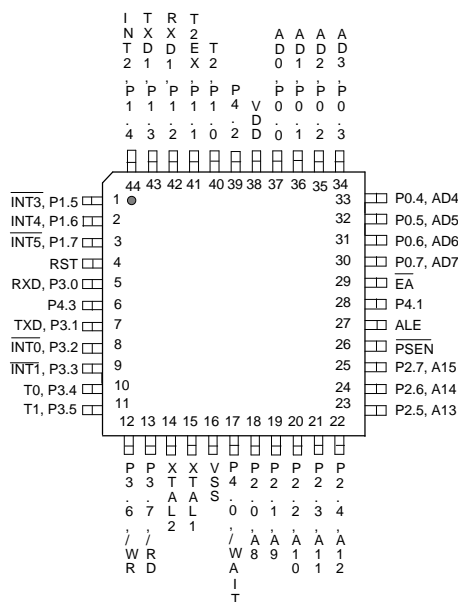 INT2, P1.4
TXD1, P1.3
RXD1, P1.2
T2EX, P1.1
T2, P1.0
P4.2
VDD
AD0, P0.0
AD1, P0.1
AD2, P0.2
AD3, P0.3
44 43 42 41 40 39 38 37 36 35 34
INT3, P1.5 1
INT4, P1.6 2
INT5, P1.7 3
RST 4
RXD, P3.0 5
P4.3 6
TXD, P3.1 7
INT0, P3.2 8
INT1, P3.3 9
T0, P3.4 10
T1, P3.5 11
33 P0.4, AD4
32 P0.5, AD5
31 P0.6, AD6
30 P0.7, AD7
29 EA
28 P4.1
27 ALE
26 PSEN
25 P2.7, A15
24 P2.6, A14
23 P2.5, A13
12 13 14 15 16 17 18 19 20 21 22
P3.6, /WR
P3.7, /RD
XTAL2
XTAL1
VSS
P4.0, /WAIT
P2.0, A8
P2.1, A9
P2.2, A10
P2.3, A11
P2.4, A12